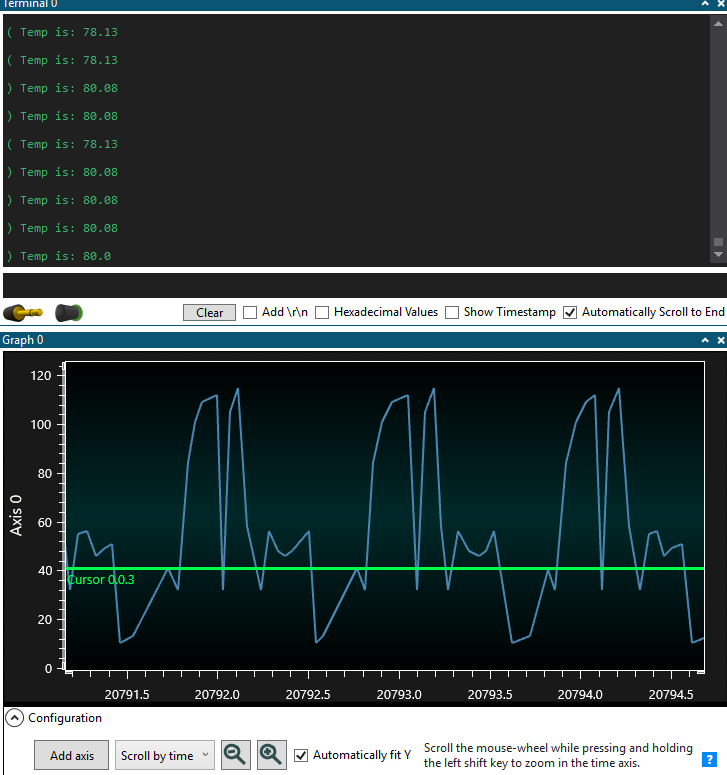 Terminal 0
( Temp is: 78.13
( Temp is: 78.13
) Temp is: 80.08
) Temp is: 80.08
( Temp is: 78.13
) Temp is: 80.08
) Temp is: 80.08
) Temp is: 80.08
) Temp is: 80.0
Clear Add \r\n Hexadecimal Values Show Timestamp Automatically Scroll to End
Graph 0
120
100
80
60
40
20
0
Axis 0
Cursor 0.0.3
20791.5 20792.0 20792.5 20793.0 20793.5 20794.0 20794.5
Configuration
Add axis Scroll by time Automatically fit Y
Scroll the mouse-wheel while pressing and holding
the left shift key to zoom in the time axis.
?